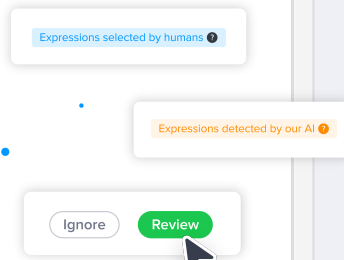 Expressions selected by humans ?
Expressions detected by our AI ?
Ignore
Review